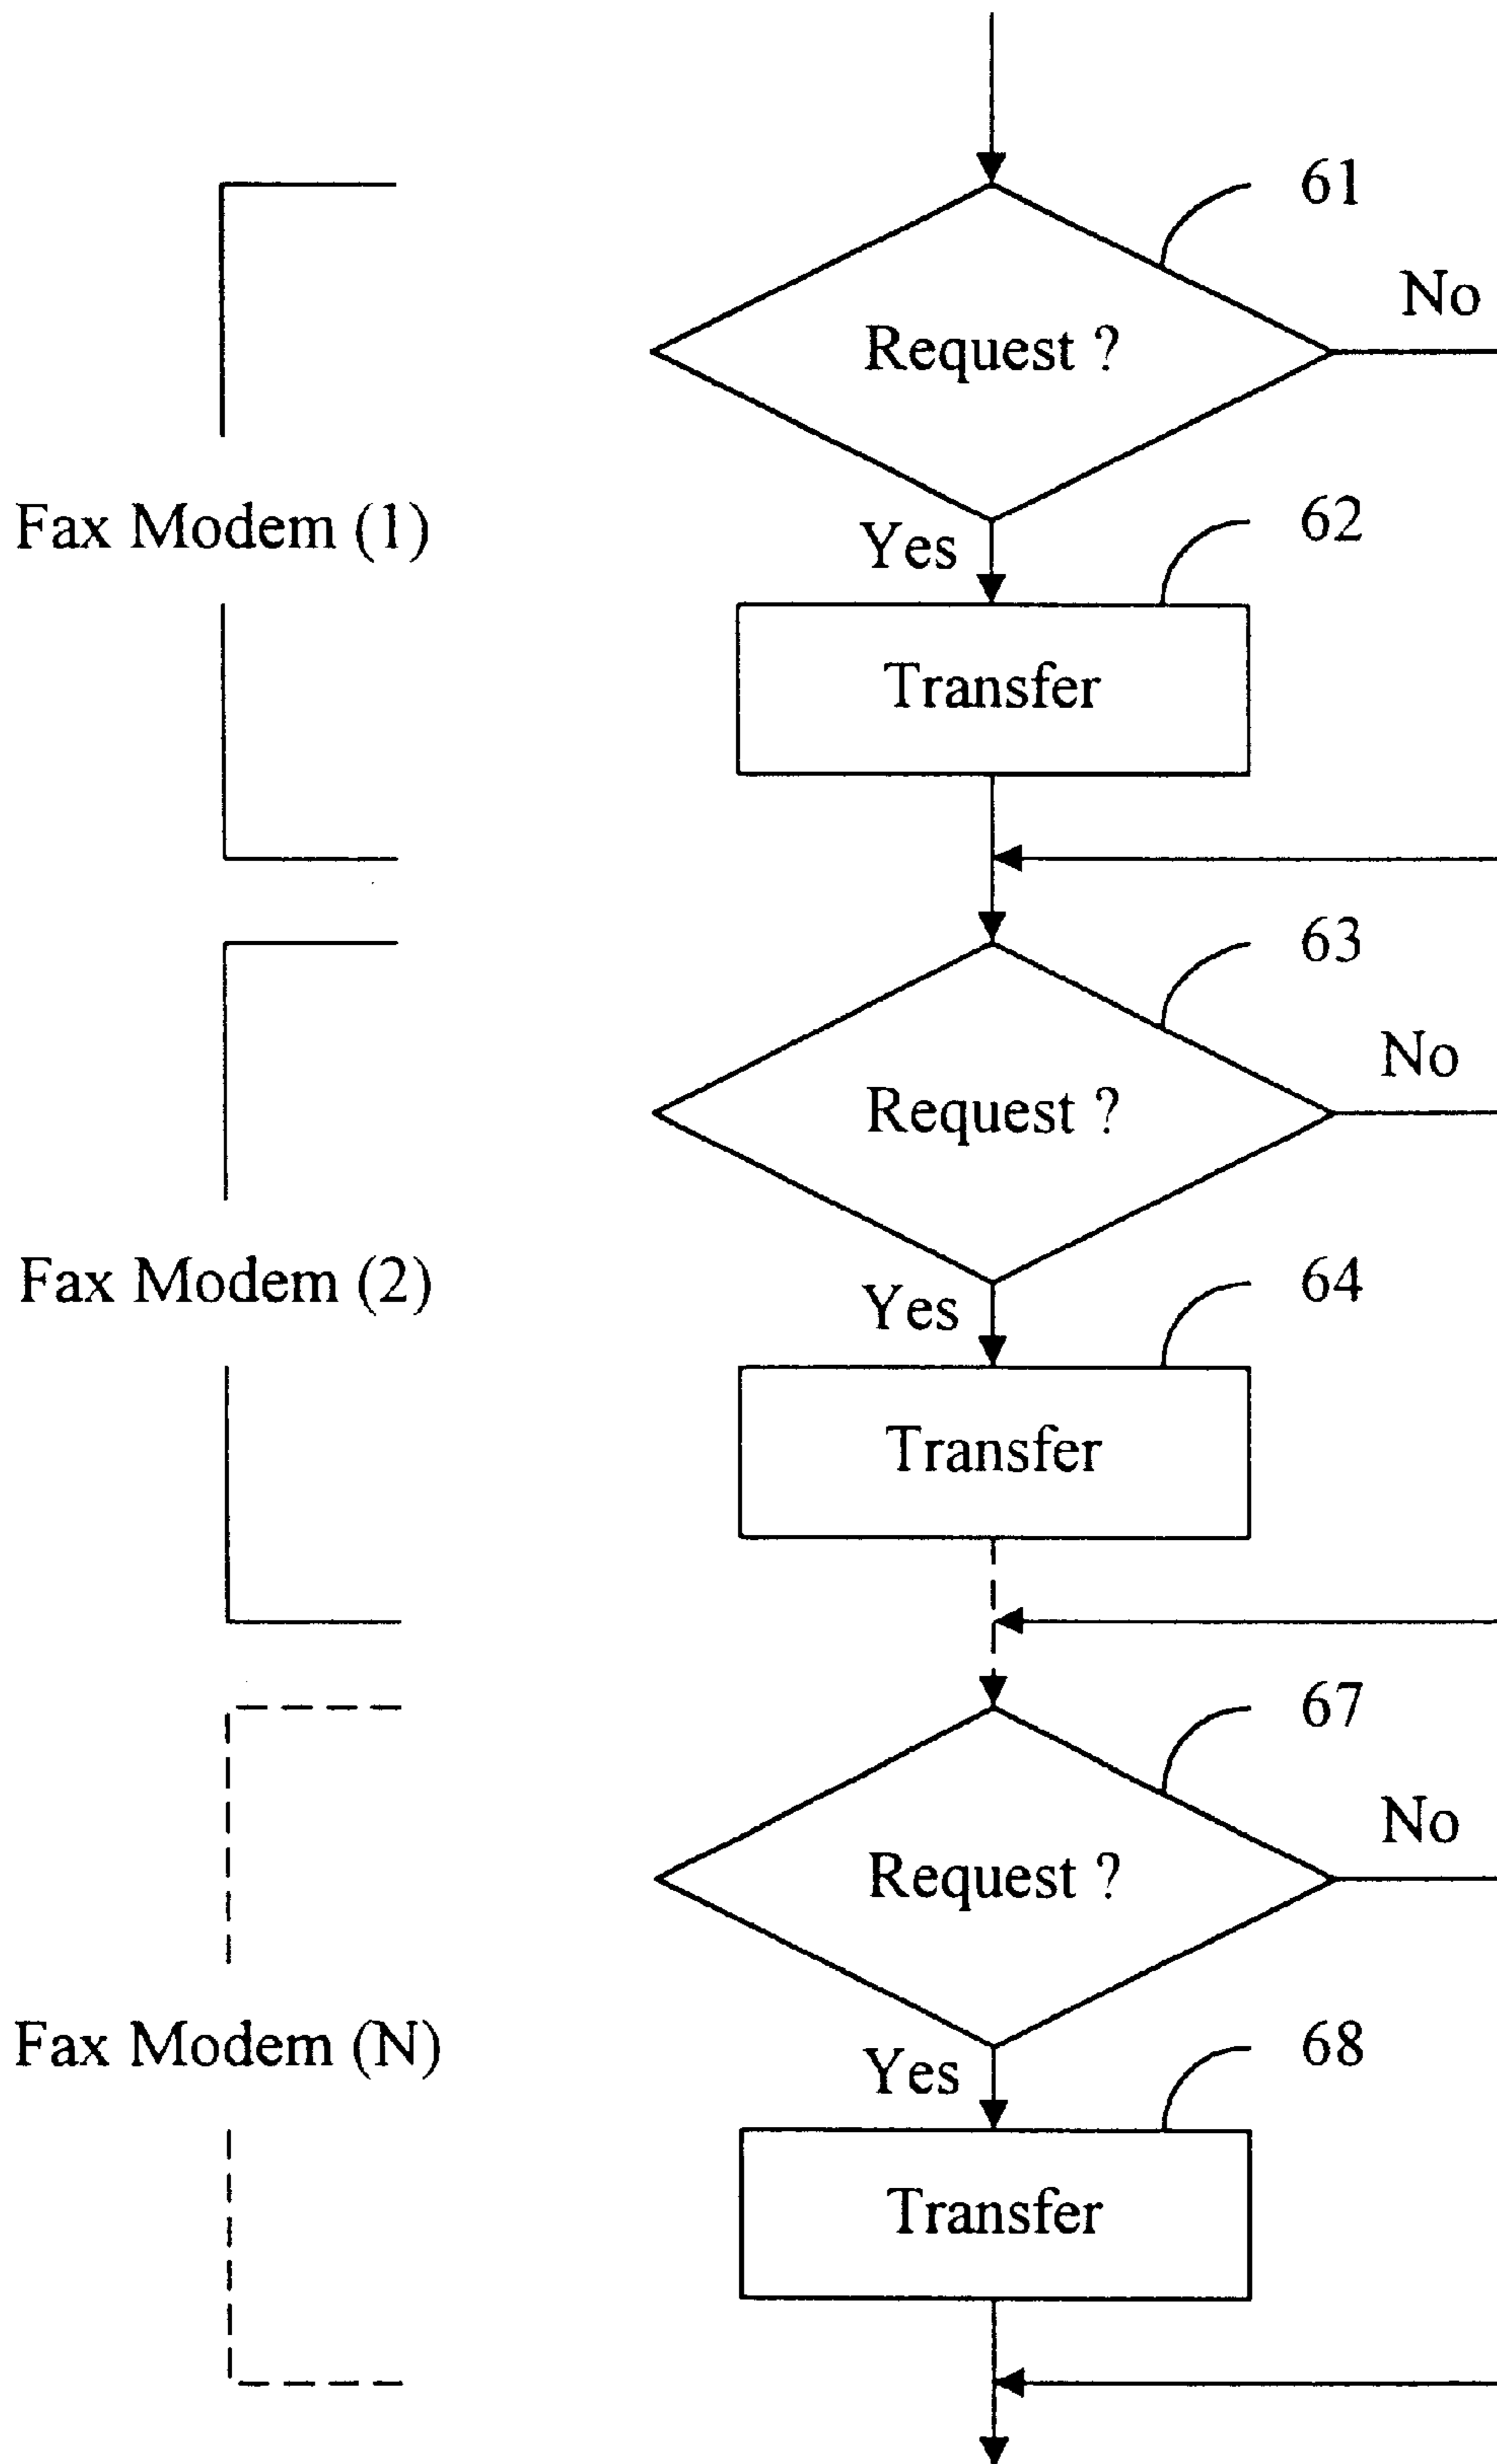 61
No
Request ?
Fax Modem (1)
62
Yes
Transfer
63
No
Request ?
Fax Modem (2)
64
Yes
Transfer
67
No
Request ?
Fax Modem (N)
68
Yes
Transfer